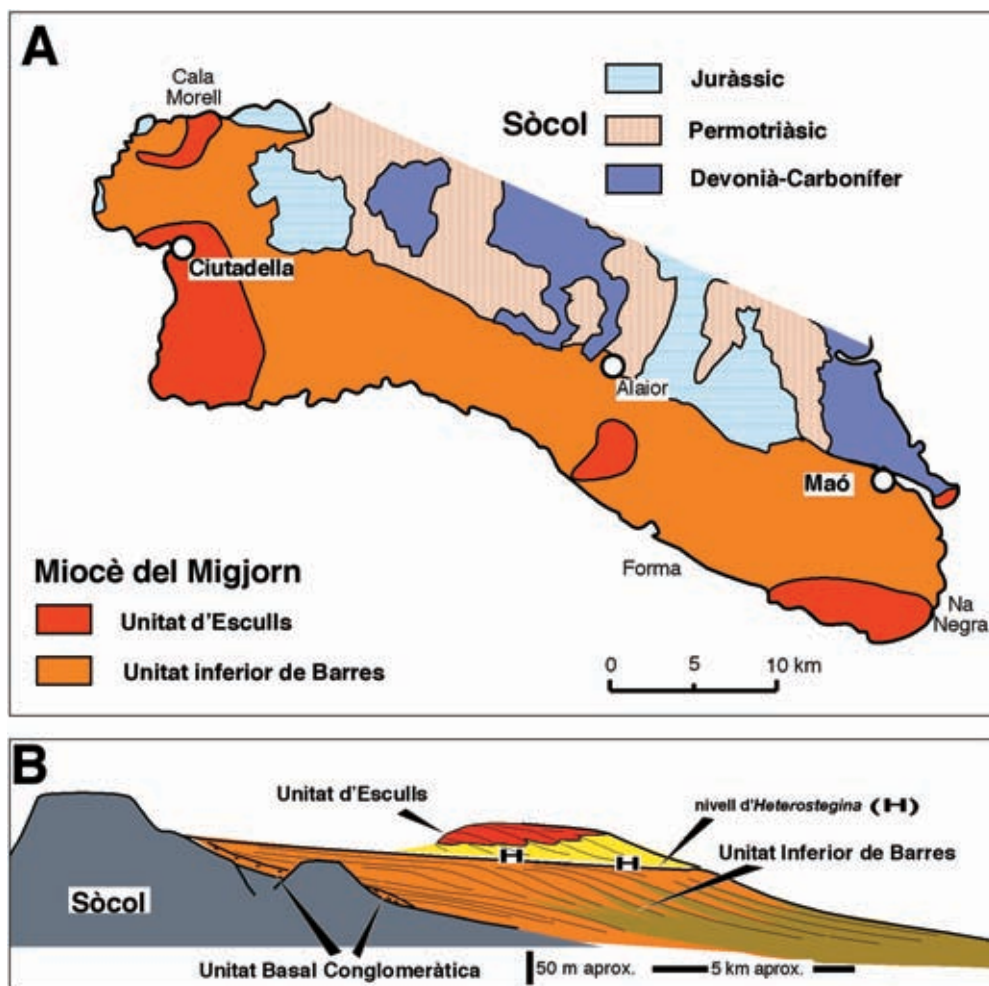 A
Cala
Morell
Sòcol
Juràssic
Permotriàsic
Devonià-Carbonífer
Ciutadella
Alaior
Maó
Forma
Na
Negra
Miocè del Migjorn
Unitat d'Esculls
Unitat inferior de Barres
0 5 10 km
B
Unitat d'Esculls
nivell d'Heterostegina (H)
Unitat Inferior de Barres
H H
Sòcol
Unitat Basal Conglomeràtica
50 m aprox. 5 km aprox.